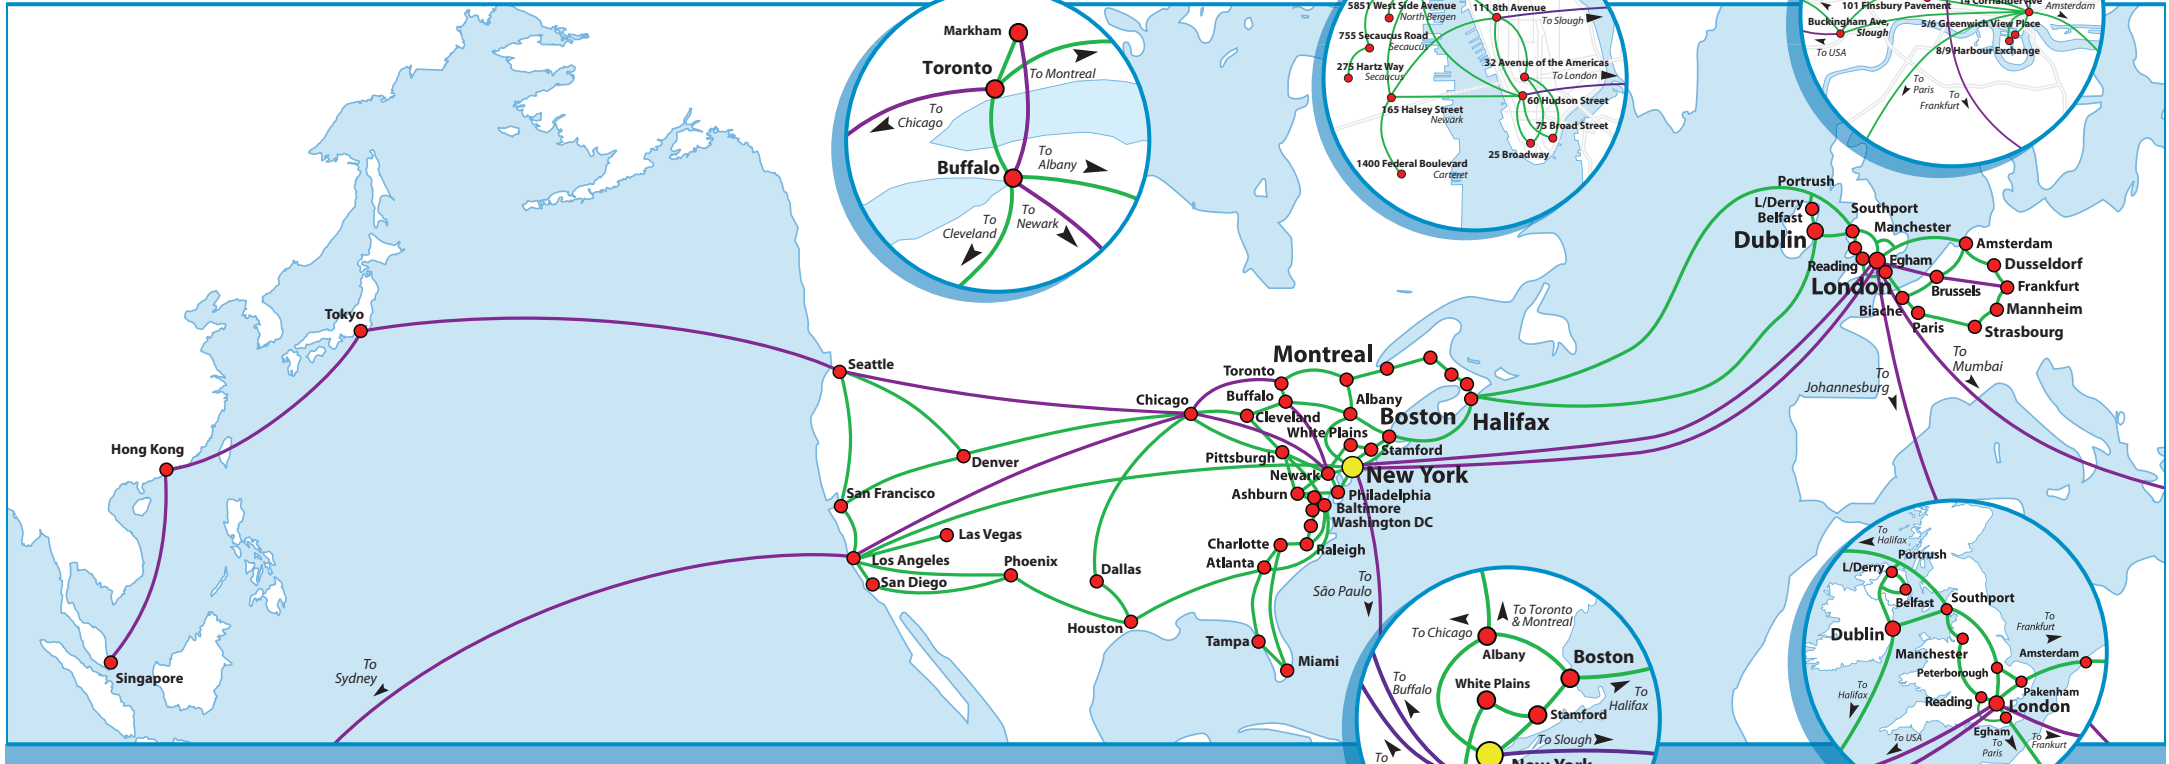 Markham
Toronto
To Montreal
To
Chicago
Buffalo
To
Albany
To
Cleveland
To
Newark
5851 West Side Avenue
North Bergen
111 8th Avenue
To Slough
755 Secaucus Road
Secaucus
275 Hartz Way
Secaucus
32 Avenue of the Americas
To London
60 Hudson Street
165 Halsey Street
Newark
75 Broad Street
25 Broadway
1400 Federal Boulevard
Carteret
101 Finsbury Pavement
14 Corriander Ave
Amsterdam
Buckingham Ave,
Slough
5/6 Greenwich View Place
To USA
8/9 Harbour Exchange
To
Paris
To
Frankfurt
Portrush
L/Derry
Belfast
Dublin
Southport
Manchester
Amsterdam
Reading
Egham
Dusseldorf
London
Brussels
Frankfurt
Biache
Mannheim
Paris
Strasbourg
To
Mumbai
To
Johannesburg
Tokyo
Hong Kong
Singapore
To
Sydney
Seattle
Denver
San Francisco
Las Vegas
Los Angeles
San Diego
Phoenix
Dallas
Houston
Chicago
Montreal
Toronto
Buffalo
Cleveland
Albany
White Plains
Boston
Halifax
Stamford
Pittsburgh
Newark
New York
Ashburn
Philadelphia
Baltimore
Washington DC
Charlotte
Raleigh
Atlanta
Tampa
Miami
To
São Paulo
To Toronto
& Montreal
To Chicago
Albany
Boston
To
Buffalo
White Plains
To
Halifax
Stamford
To Slough
To
New York
To
Halifax
Portrush
L/Derry
Belfast
Southport
Dublin
To
Frankfurt
Manchester
Amsterdam
Peterborough
To
Halifax
Pakenham
Reading
London
Egham
To USA
To
Paris
To
Frankurt